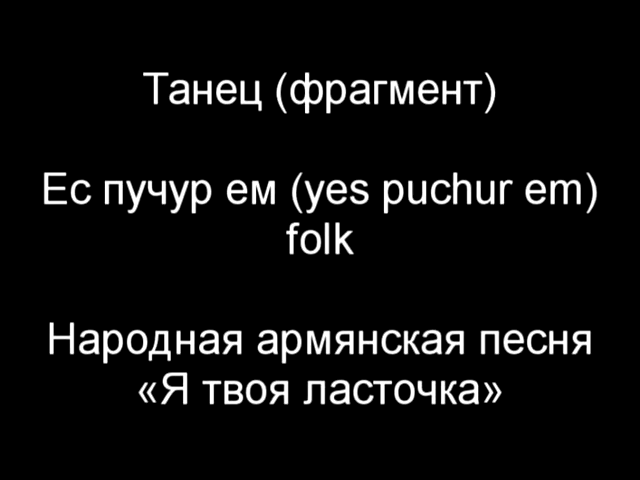 Танец (фрагмент)
Ес пучур ем (yes puchur em)
folk
Народная армянская песня
«Я твоя ласточка»